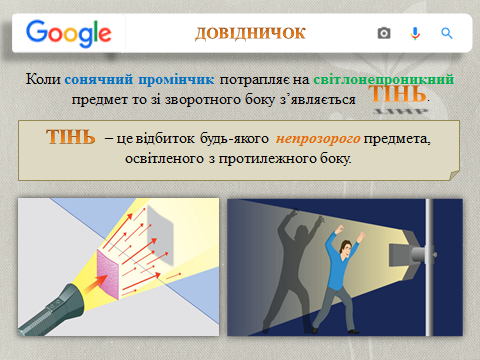 Google ДОВІДНИЧОК
Коли сонячний промінчик потрапляє на світлонепроникний
предмет то зі зворотного боку з’являється ТІНЬ.
ТІНЬ – це відбиток будь-якого непрозорого предмета,
освітленого з протилежного боку.